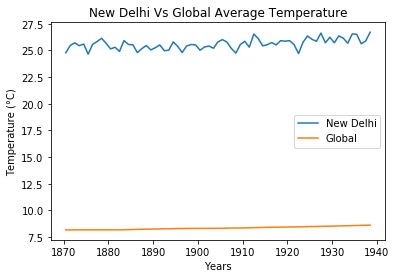 New Delhi Vs Global Average Temperature
27.5
25.0
22.5
20.0
17.5
15.0
12.5
10.0
7.5
Temperature (°C)
New Delhi
Global
1870 1880 1890 1900 1910 1920 1930 1940
Years